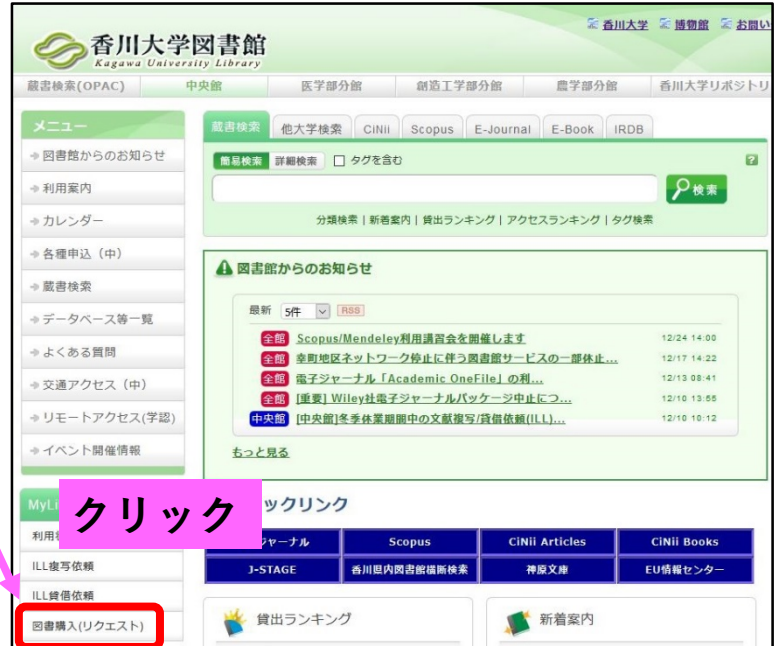 香川大学 博物館 お問い
香川大学図書館
Kagawa University Library
蔵書検索(OPAC) 中央館 医学部分館 創造工学部分館 農学部分館 香川大学リポジトリ
メニュー
図書館からのお知らせ
利用案内
カレンダー
各種申込（中）
蔵書検索
データベース等一覧
よくある質問
交通アクセス（中）
リモートアクセス(学認)
イベント開催情報
蔵書検索 他大学検索 CiNii Scopus E-Journal E-Book IRDB
簡易検索 詳細検索 タグを含む ?
検索
分類検索 | 新着案内 | 貸出ランキング | アクセスランキング | タグ検索
図書館からのお知らせ
最新 5件 RSS
全館 Scopus/Mendeley利用講習会を開催します 12/24 14:00
全館 幸町地区ネットワーク停止に伴う図書館サービスの一部休止... 12/17 14:22
全館 電子ジャーナル「Academic OneFile」の利... 12/13 08:41
全館 [重要] Wiley社電子ジャーナルパッケージ中止につ... 12/10 13:55
中央館 [中央館]冬季休業期間中の文献複写/貸借依頼(ILL)... 12/10 10:12
もっと見る
MyLi
クリック
利用
ILL複写依頼
ILL貸借依頼
図書購入(リクエスト)
ックリンク
ジャーナル Scopus CiNii Articles CiNii Books
J-STAGE 香川県内図書館横断検索 神原文庫 EU情報センター
貸出ランキング 新着案内